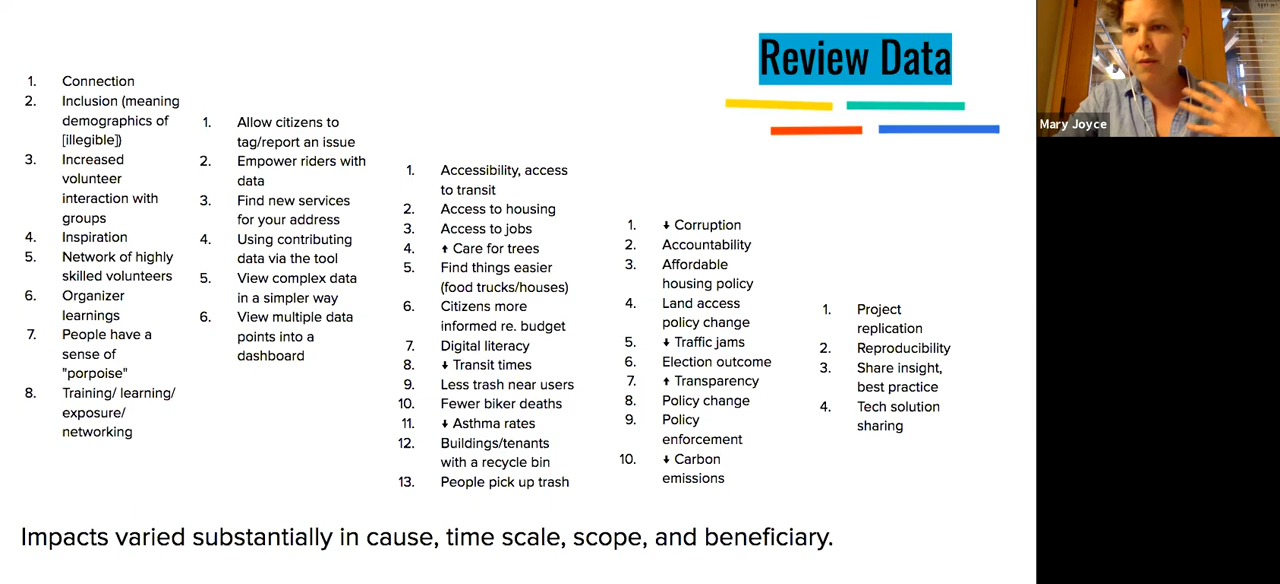 Review Data
1. Connection
2. Inclusion (meaning
demographics of
[illegible])
3. Increased
volunteer
interaction with
groups
4. Inspiration
5. Network of highly
skilled volunteers
6. Organizer
learnings
7. People have a
sense of
"porpoise"
8. Training/ learning/
exposure/
networking
1. Allow citizens to
tag/report an issue
2. Empower riders with
data
3. Find new services
for your address
4. Using contributing
data via the tool
5. View complex data
in a simpler way
6. View multiple data
points into a
dashboard
1. Accessibility, access
to transit
2. Access to housing
3. Access to jobs
4. ↑ Care for trees
5. Find things easier
(food trucks/houses)
6. Citizens more
informed re. budget
7. Digital literacy
8. ↓ Transit times
9. Less trash near users
10. Fewer biker deaths
11. ↓ Asthma rates
12. Buildings/tenants
with a recycle bin
13. People pick up trash
1. ↓ Corruption
2. Accountability
3. Affordable
housing policy
4. Land access
policy change
5. ↓ Traffic jams
6. Election outcome
7. ↑ Transparency
8. Policy change
9. Policy
enforcement
10. ↓ Carbon
emissions
1. Project
replication
2. Reproducibility
3. Share insight,
best practice
4. Tech solution
sharing
Impacts varied substantially in cause, time scale, scope, and beneficiary.
Mary Joyce